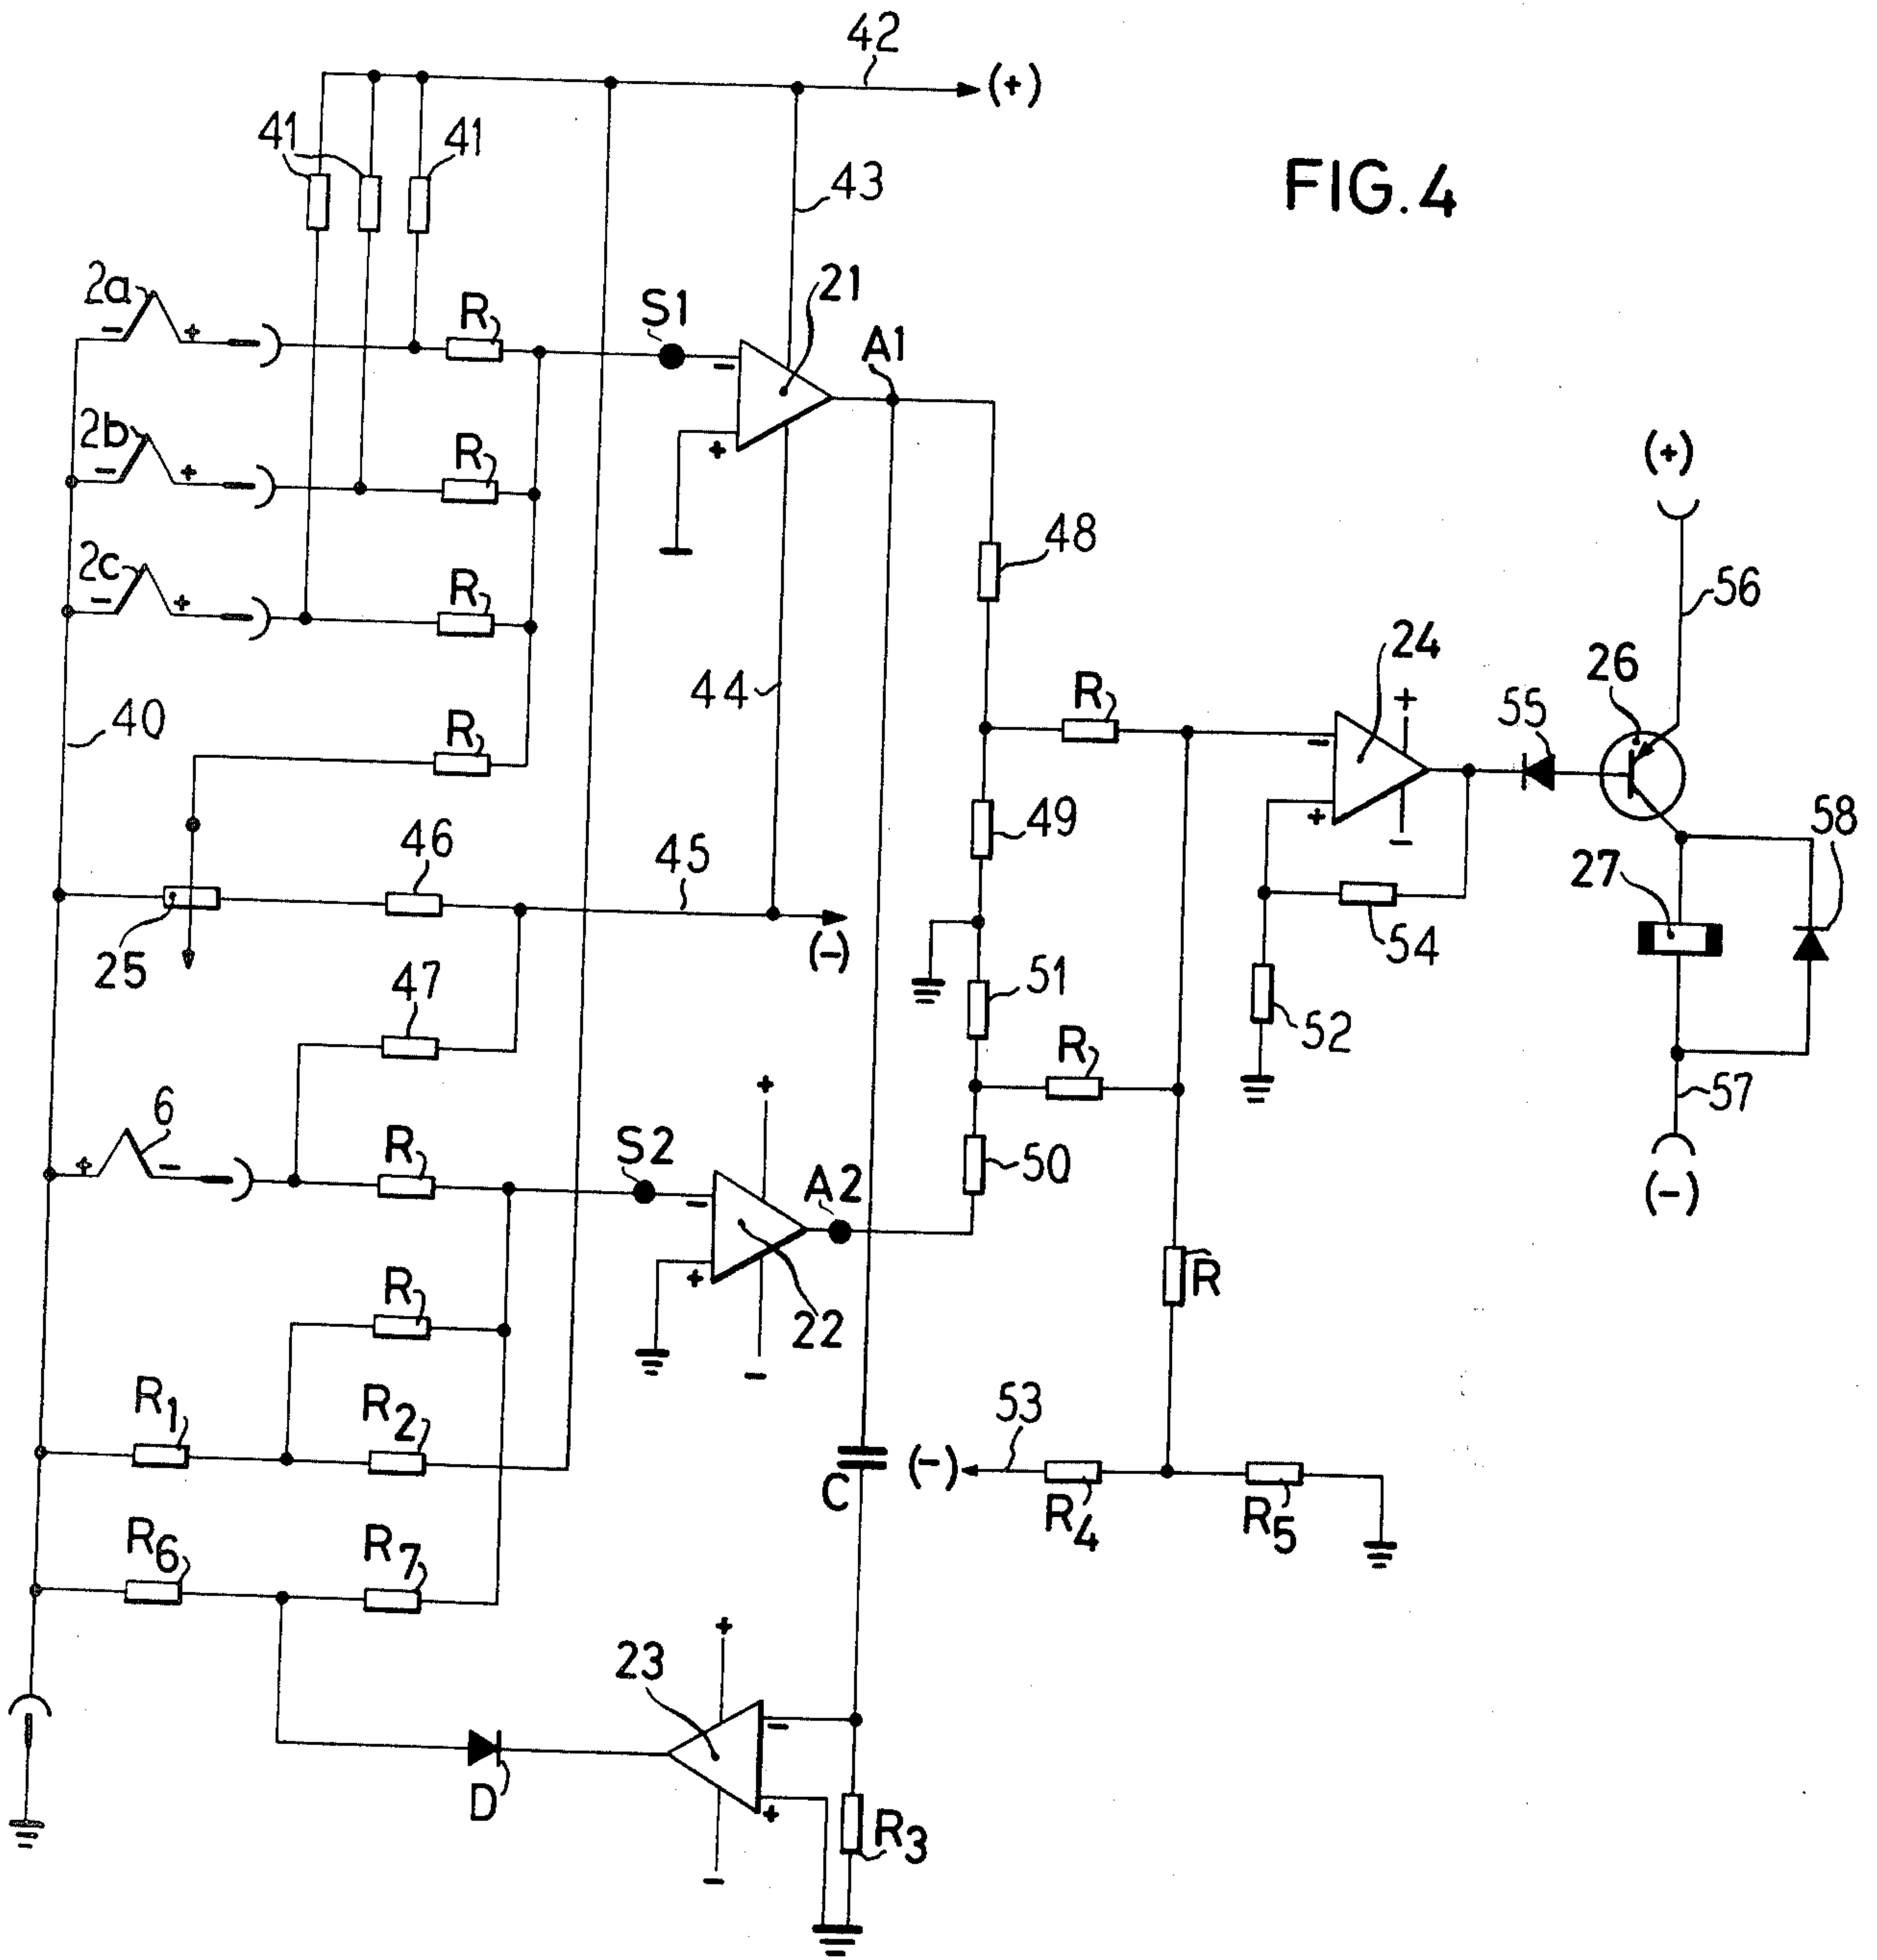 42
(+)
41
41
43
FIG.4
2a
-
+
R
S1
-
21
A1
+
2b
-
+
R
(+)
48
2c
-
+
R
56
44
24
26
40
R
R
-
+
55
+
-
49
58
46
45
27
25
(-)
54
47
51
52
+
R
57
6
+
-
R
S2
-
A2
50
(-)
+
R
22
-
R
R1
R2
53
(-)
C
R4
R5
R6
R7
23
+
-
D
+
R3
-